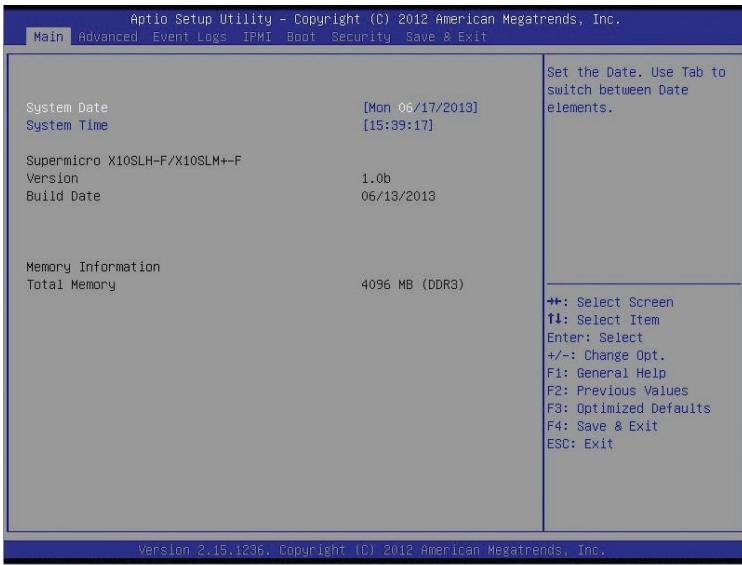 Aptio Setup Utility - Copyright (C) 2012 American Megatrends, Inc.
Main Advanced Event Logs IPMI Boot Security Save & Exit
System Date [Mon 06/17/2013]
System Time [15:39:17]
Supermicro X10SLH-F/X10SLM+-F
Version 1.0b
Build Date 06/13/2013
Memory Information
Total Memory 4096 MB (DDR3)
Set the Date. Use Tab to
switch between Date
elements.
→←: Select Screen
↑↓: Select Item
Enter: Select
+/-: Change Opt.
F1: General Help
F2: Previous Values
F3: Optimized Defaults
F4: Save & Exit
ESC: Exit
Version 2.15.1236. Copyright (C) 2012 American Megatrends, Inc.